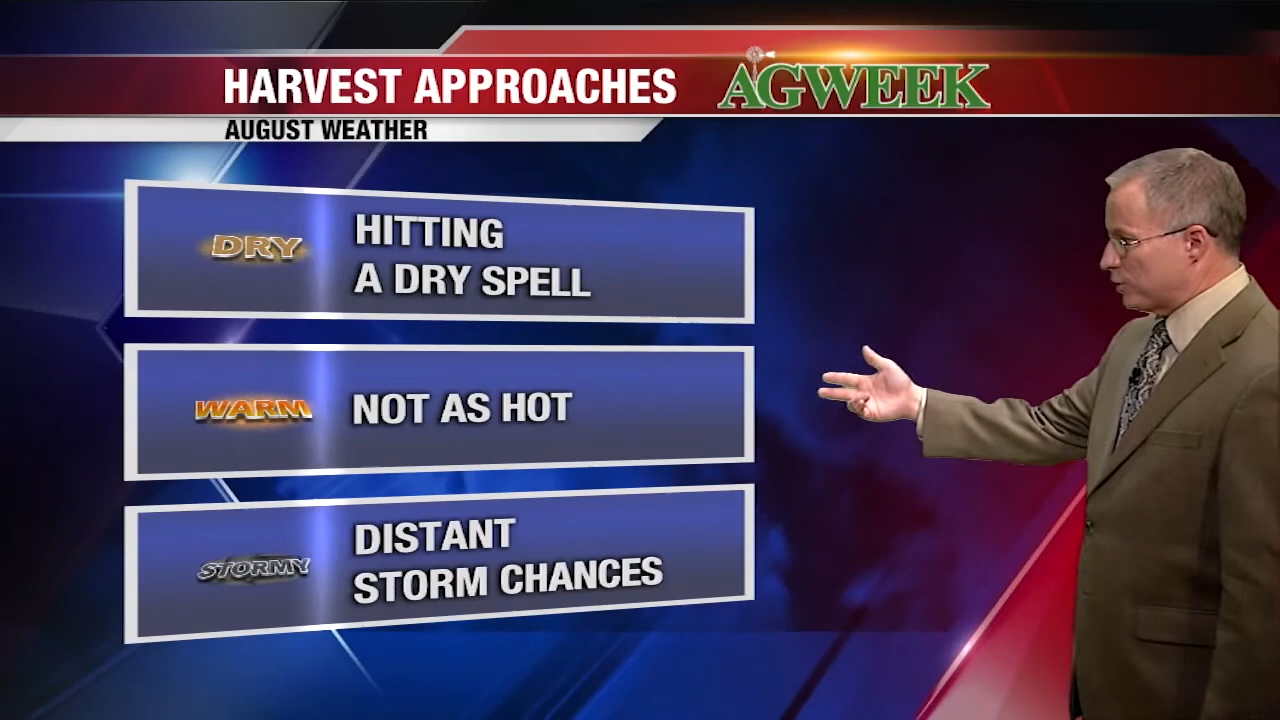 HARVEST APPROACHES
AGWEEK
AUGUST WEATHER
DRY
HITTING
A DRY SPELL
WARM
NOT AS HOT
STORMY
DISTANT
STORM CHANCES